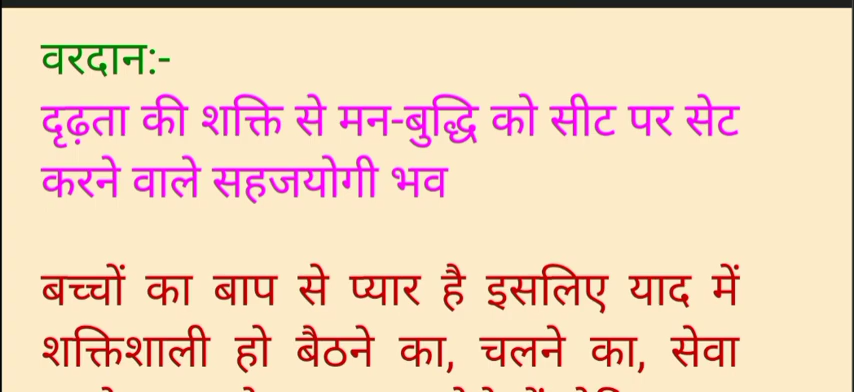 वरदान:-
दृढ़ता की शक्ति से मन-बुद्धि को सीट पर सेट
करने वाले सहजयोगी भव
बच्चों का बाप से प्यार है इसलिए याद में
शक्तिशाली हो बैठने का, चलने का, सेवा